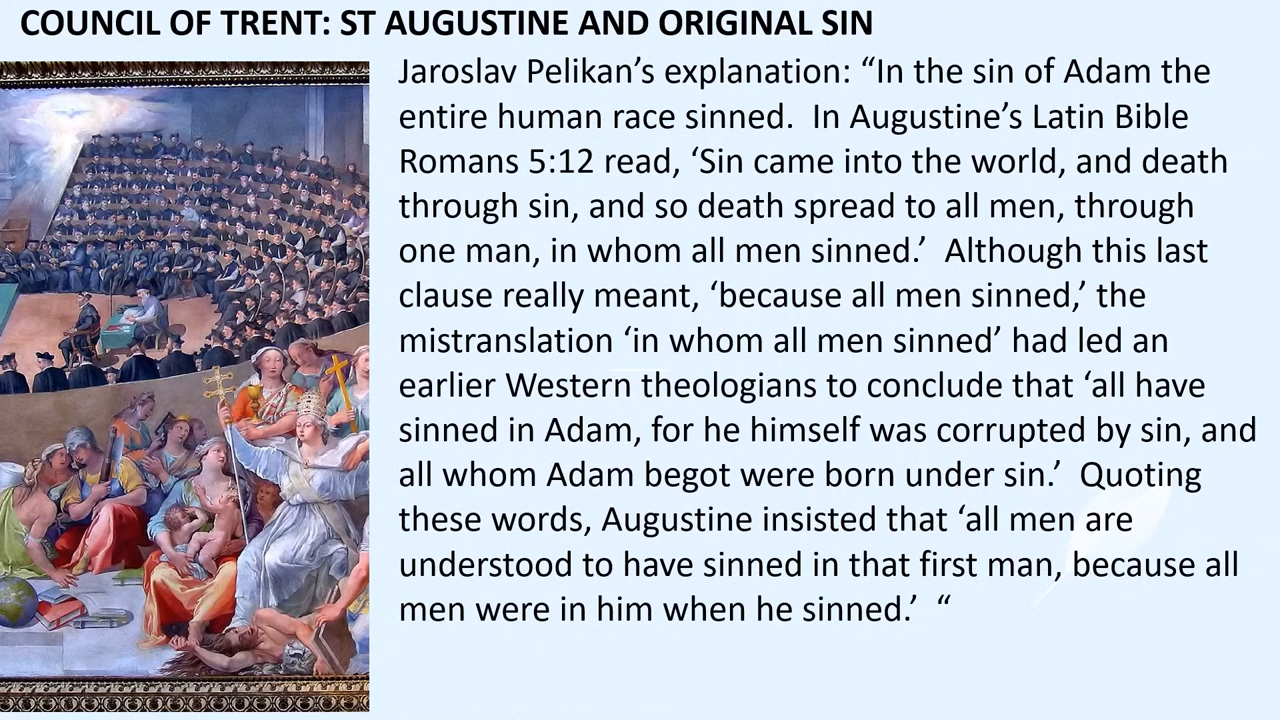 COUNCIL OF TRENT: ST AUGUSTINE AND ORIGINAL SIN
Jaroslav Pelikan’s explanation: “In the sin of Adam the
entire human race sinned.  In Augustine’s Latin Bible
Romans 5:12 read, ‘Sin came into the world, and death
through sin, and so death spread to all men, through
one man, in whom all men sinned.’  Although this last
clause really meant, ‘because all men sinned,’ the
mistranslation ‘in whom all men sinned’ had led an
earlier Western theologians to conclude that ‘all have
sinned in Adam, for he himself was corrupted by sin, and
all whom Adam begot were born under sin.’  Quoting
these words, Augustine insisted that ‘all men are
understood to have sinned in that first man, because all
men were in him when he sinned.’  “